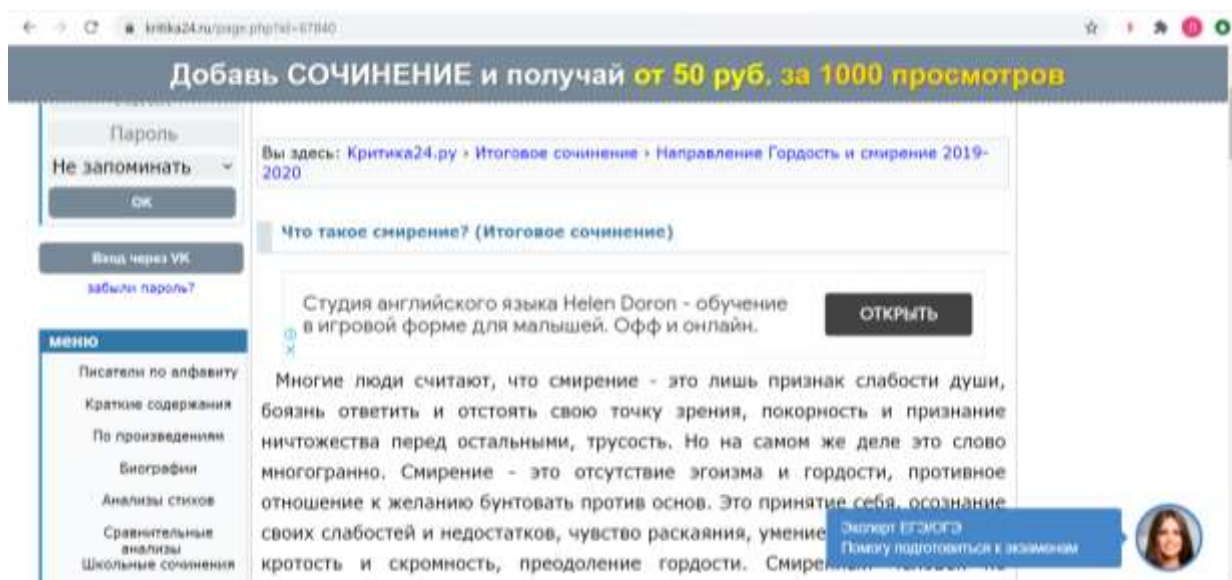 kritika24.ru/page.php?id=67840
Добавь СОЧИНЕНИЕ и получай от 50 руб. за 1000 просмотров
Пароль
Не запоминать
ОК
Вход через VK
забыли пароль?
меню
Писатели по алфавиту
Краткие содержания
По произведениям
Биографии
Анализы стихов
Сравнительные
анализы
Школьные сочинения
Вы здесь: Критика24.ру › Итоговое сочинение › Направление Гордость и смирение 2019-
2020
Что такое смирение? (Итоговое сочинение)
Студия английского языка Helen Doron - обучение
в игровой форме для малышей. Офф и онлайн.
ОТКРЫТЬ
Многие люди считают, что смирение - это лишь признак слабости души,
боязнь ответить и отстоять свою точку зрения, покорность и признание
ничтожества перед остальными, трусость. Но на самом же деле это слово
многогранно. Смирение - это отсутствие эгоизма и гордости, противное
отношение к желанию бунтовать против основ. Это принятие себя, осознание
своих слабостей и недостатков, чувство раскаяния, умение
кротость и скромность, преодоление гордости.
Эксперт ЕГЭ/ОГЭ
Помогу подготовиться к экзаменам